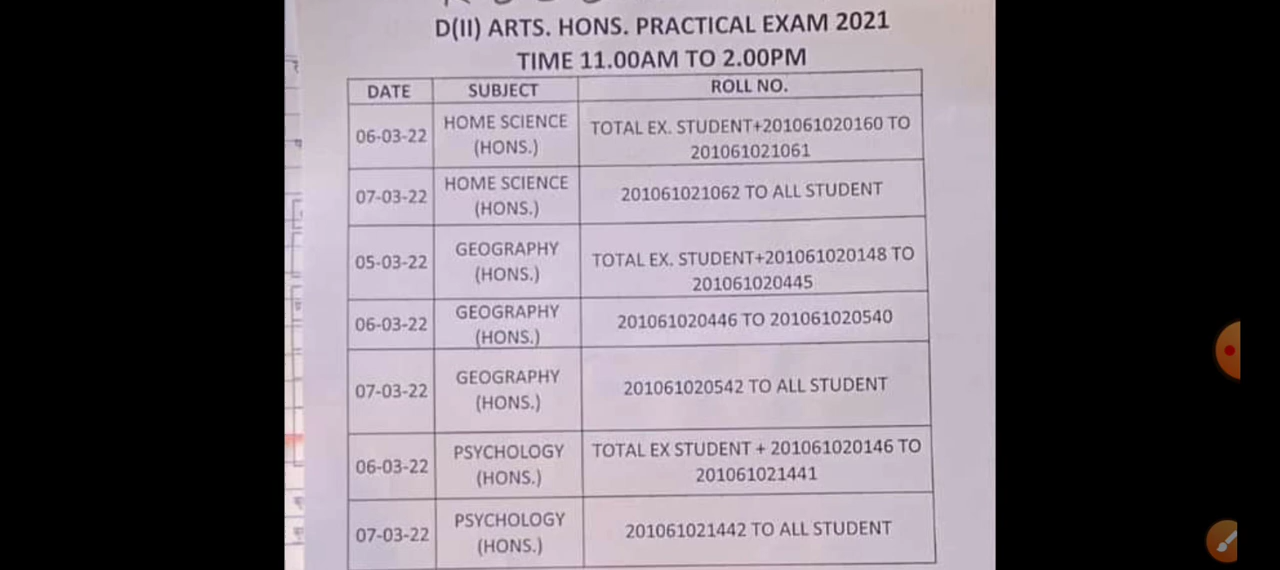 D(II) ARTS. HONS. PRACTICAL EXAM 2021
TIME 11.00AM TO 2.00PM
DATE SUBJECT ROLL NO.
06-03-22 HOME SCIENCE (HONS.) TOTAL EX. STUDENT+201061020160 TO 201061021061
07-03-22 HOME SCIENCE (HONS.) 201061021062 TO ALL STUDENT
05-03-22 GEOGRAPHY (HONS.) TOTAL EX. STUDENT+201061020148 TO 201061020445
06-03-22 GEOGRAPHY (HONS.) 201061020446 TO 201061020540
07-03-22 GEOGRAPHY (HONS.) 201061020542 TO ALL STUDENT
06-03-22 PSYCHOLOGY (HONS.) TOTAL EX STUDENT + 201061020146 TO 201061021441
07-03-22 PSYCHOLOGY (HONS.) 201061021442 TO ALL STUDENT